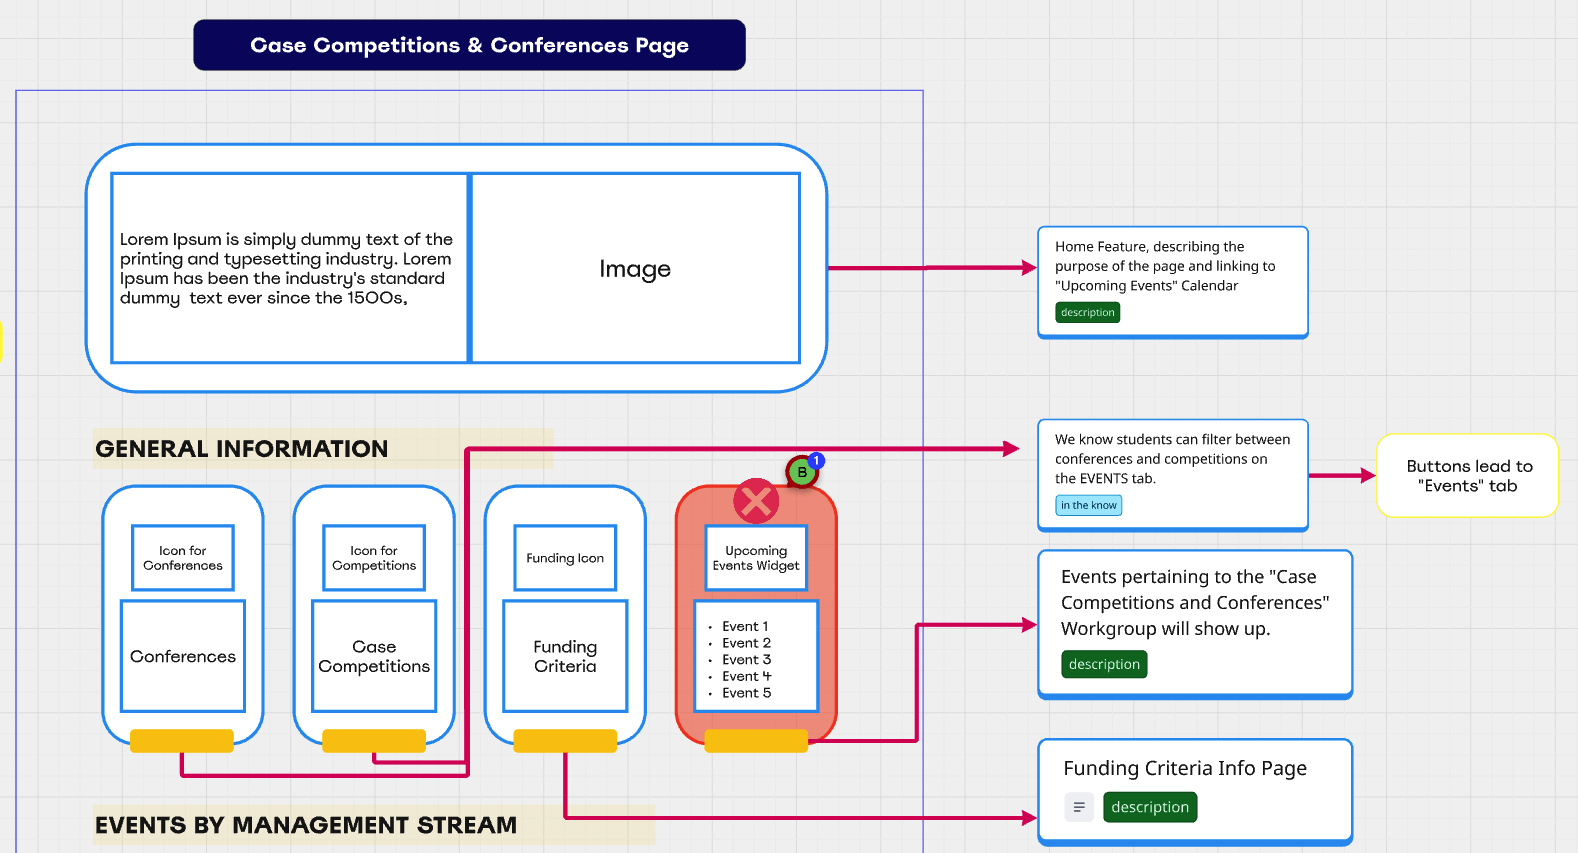 Case Competitions & Conferences Page
Lorem Ipsum is simply dummy text of the
printing and typesetting industry. Lorem
Ipsum has been the industry's standard
dummy text ever since the 1500s,
Image
Home Feature, describing the
purpose of the page and linking to
"Upcoming Events" Calendar
description
GENERAL INFORMATION
We know students can filter between
conferences and competitions on
the EVENTS tab.
in the know
Buttons lead to
"Events" tab
B
1
Icon for
Conferences
Conferences
Icon for
Competitions
Case
Competitions
Funding Icon
Funding
Criteria
Upcoming
Events Widget
• Event 1
• Event 2
• Event 3
• Event 4
• Event 5
Events pertaining to the "Case
Competitions and Conferences"
Workgroup will show up.
description
Funding Criteria Info Page
description
EVENTS BY MANAGEMENT STREAM